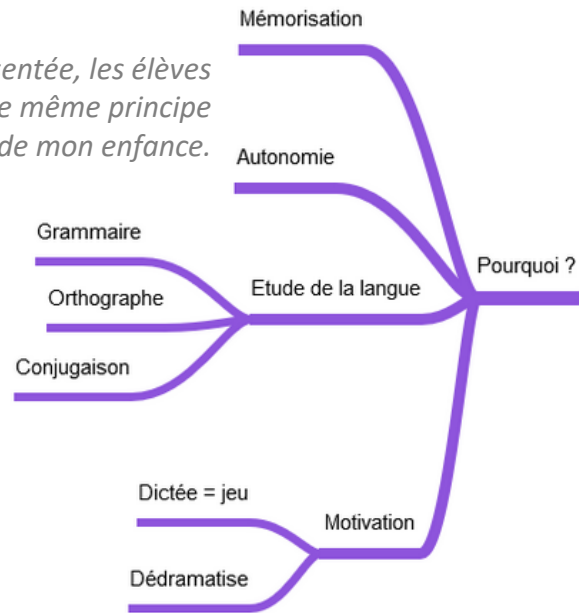 Mémorisation
entée, les élèves
e même principe
de mon enfance.
Autonomie
Grammaire
Pourquoi ?
Etude de la langue
Orthographe
Conjugaison
Dictée = jeu
Motivation
Dédramatise